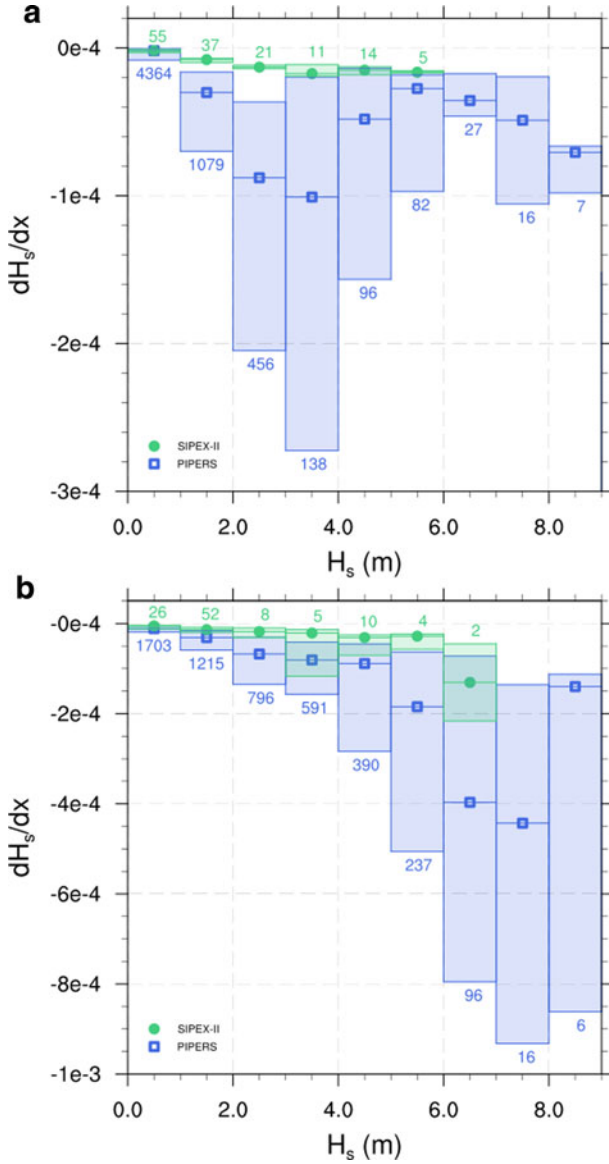 a
55 37 21 11 14 5
0e-4
4364
1079
27
-1e-4
82 16 7
96
-2e-4
456
138
-3e-4
dHs/dx
SIPEX-II
PIPERS
0.0 2.0 4.0 6.0 8.0
Hs (m)
b
26 52 8 5 10 4 2
-0e-4
1703 1215
796 591
-2e-4
390
-4e-4
237
-6e-4
96
-8e-4
16 6
-1e-3
dHs/dx
SIPEX-II
PIPERS
0.0 2.0 4.0 6.0 8.0
Hs (m)